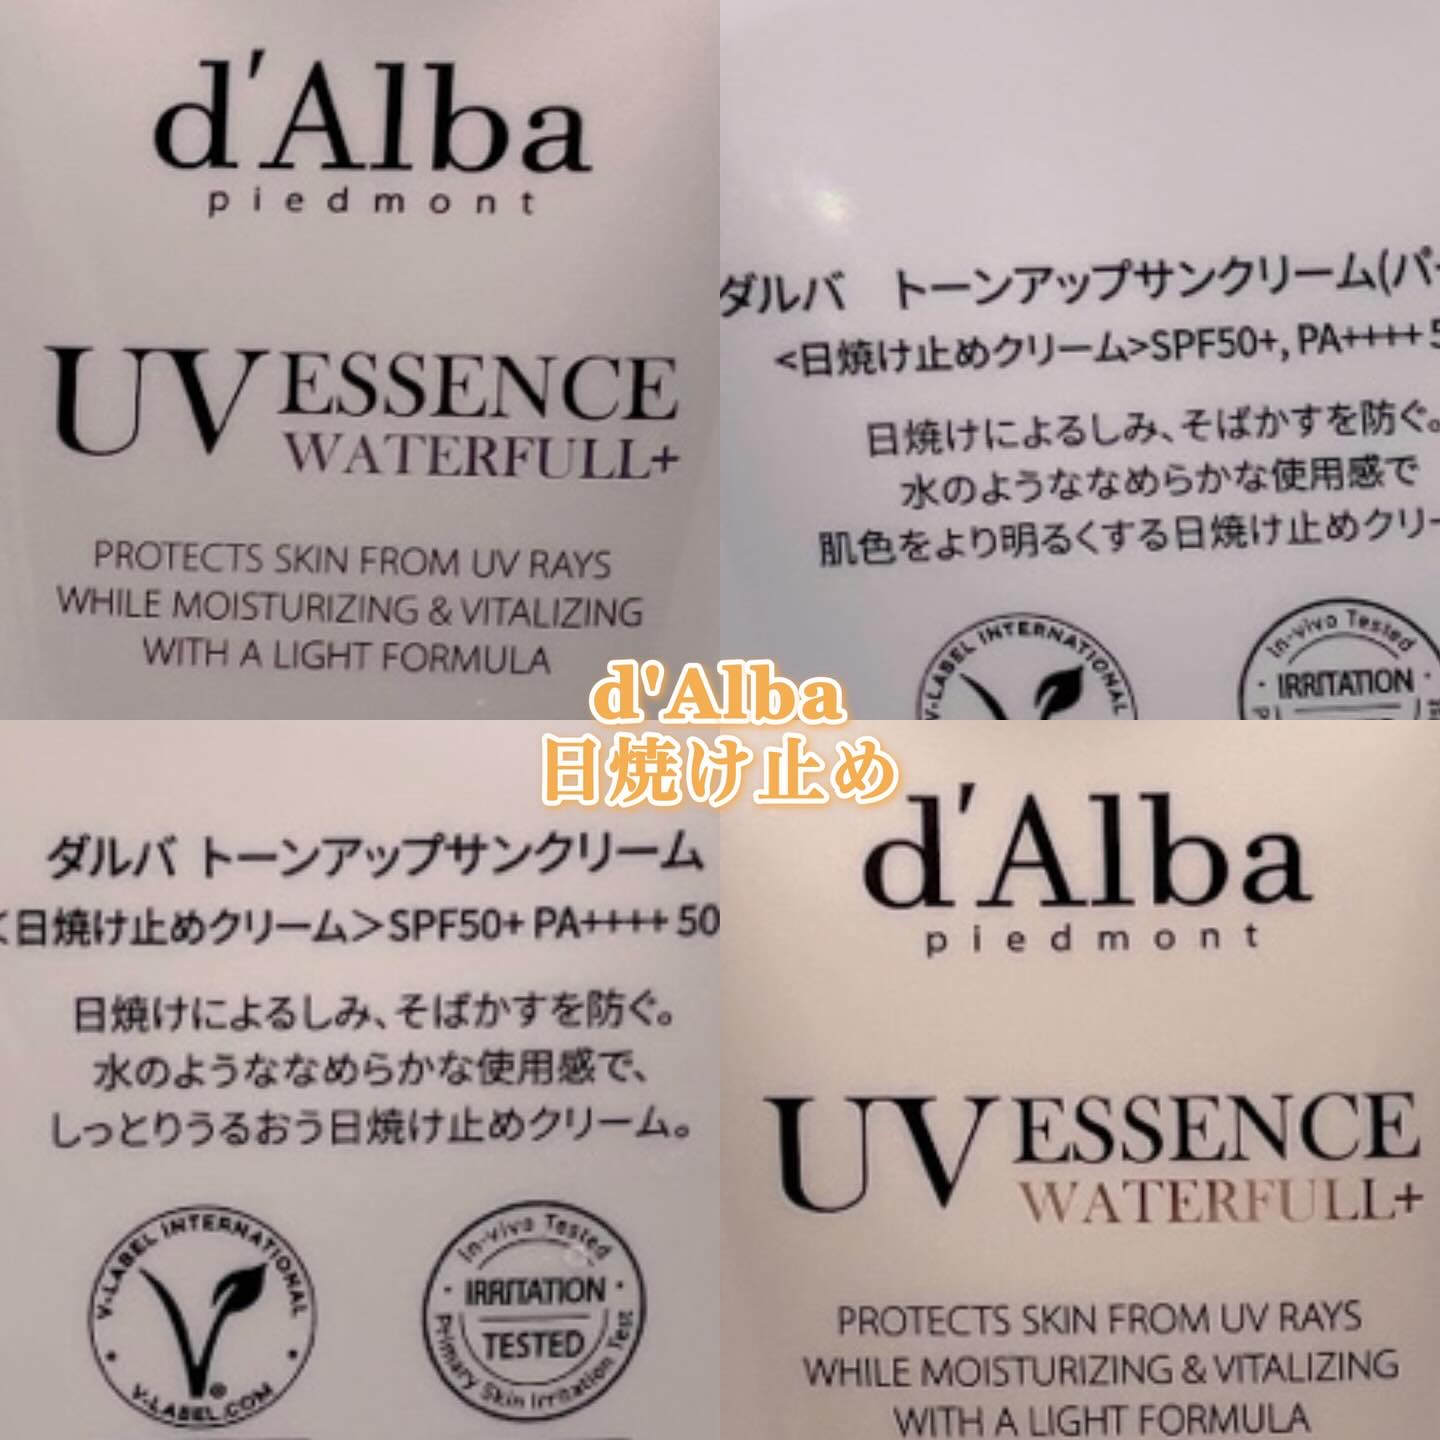 d'Alba
piedmont
UV ESSENCE
WATERFULL+
PROTECTS SKIN FROM UV RAYS
WHILE MOISTURIZING & VITALIZING
WITH A LIGHT FORMULA
ダルバ トーンアップサンクリーム(パ
<日焼け止めクリーム>SPF50+, PA++++ 5
日焼けによるしみ、そばかすを防ぐ。
水のようななめらかな使用感で
肌色をより明るくする日焼け止めクリー
V-LABEL INTERNATIONAL
In-vivo Tested
IRRITATION
d'Alba
日焼け止め
ダルバ トーンアップサンクリーム
<日焼け止めクリーム>SPF50+ PA++++ 50
日焼けによるしみ、そばかすを防ぐ。
水のようななめらかな使用感で、
しっとりうるおう日焼け止めクリーム。
V-LABEL INTERNATIONAL
V-LABEL.COM
®
In-vivo Tested
IRRITATION
TESTED
Primary Skin Irritation Test
d'Alba
piedmont
UV ESSENCE
WATERFULL+
PROTECTS SKIN FROM UV RAYS
WHILE MOISTURIZING & VITALIZING
WITH A LIGHT FORMULA